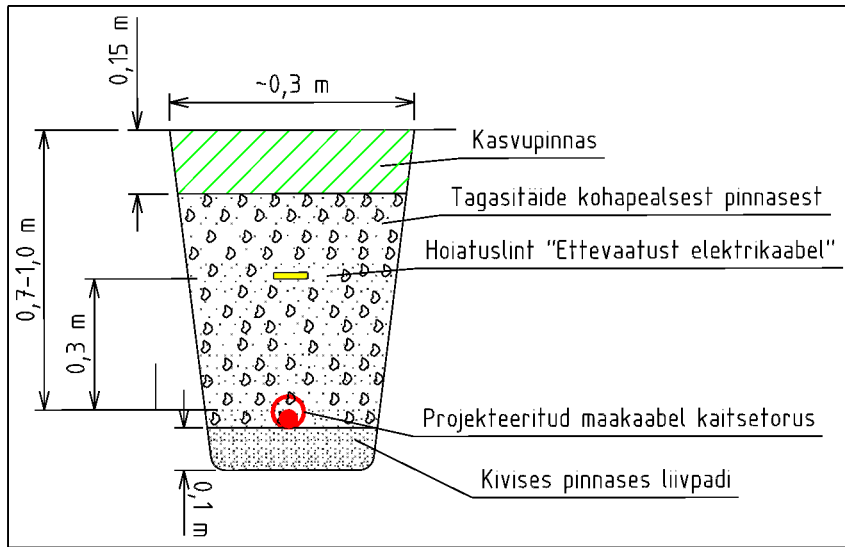 0,15 m
~0,3 m
Kasvupinnas
Tagasitäide kohapealsest pinnasest
Hoiatuslint "Ettevaatust elektrikaabel"
0,7-1,0 m
0,3 m
Projekteeritud maakaabel kaitsetorus
Kivises pinnases liivpadi
0,1 m